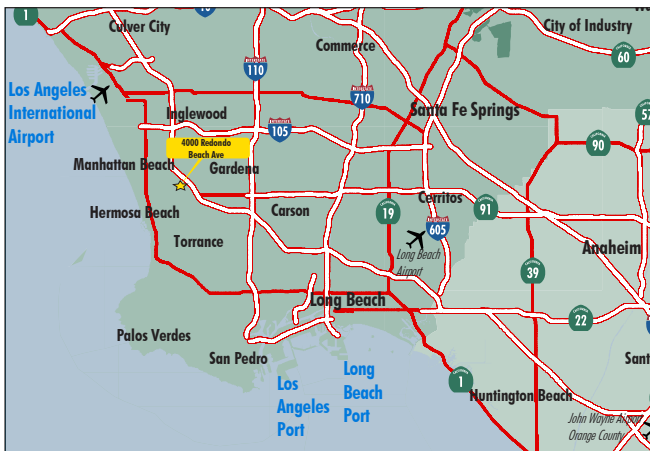 1
10
Culver City
City of Industry
Commerce
60
110
710
Los Angeles
International
Airport
Inglewood
Santa Fe Springs
57
105
90
4000 Redondo
Beach Ave
Manhattan Beach
Gardena
Hermosa Beach
Carson
19
Cerritos
91
605
Torrance
Long Beach
Airport
Anaheim
39
Long Beach
22
Palos Verdes
San Pedro
Los
Angeles
Port
Long
Beach
Port
1
Sant
Huntington Beach
John Wayne Airport
Orange County